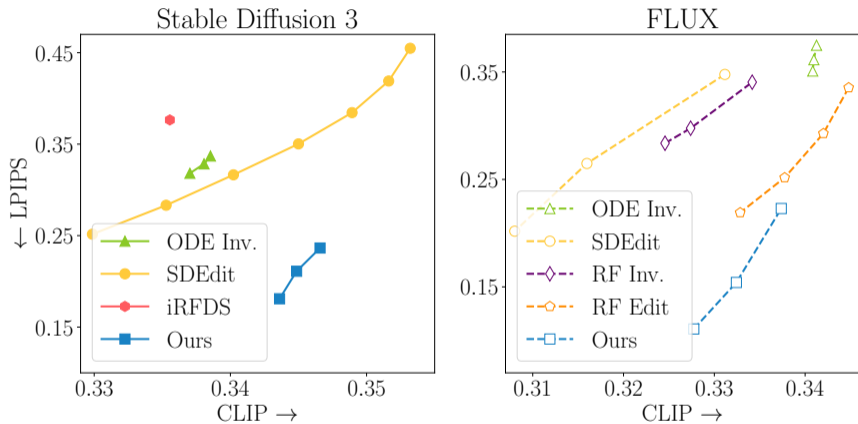 Stable Diffusion 3
0.45
0.35
0.25
0.15
← LPIPS
ODE Inv.
SDEdit
iRFDS
Ours
0.33
0.34
0.35
CLIP →
FLUX
0.35
0.25
0.15
ODE Inv.
SDEdit
RF Inv.
RF Edit
Ours
0.31
0.32
0.33
0.34
CLIP →